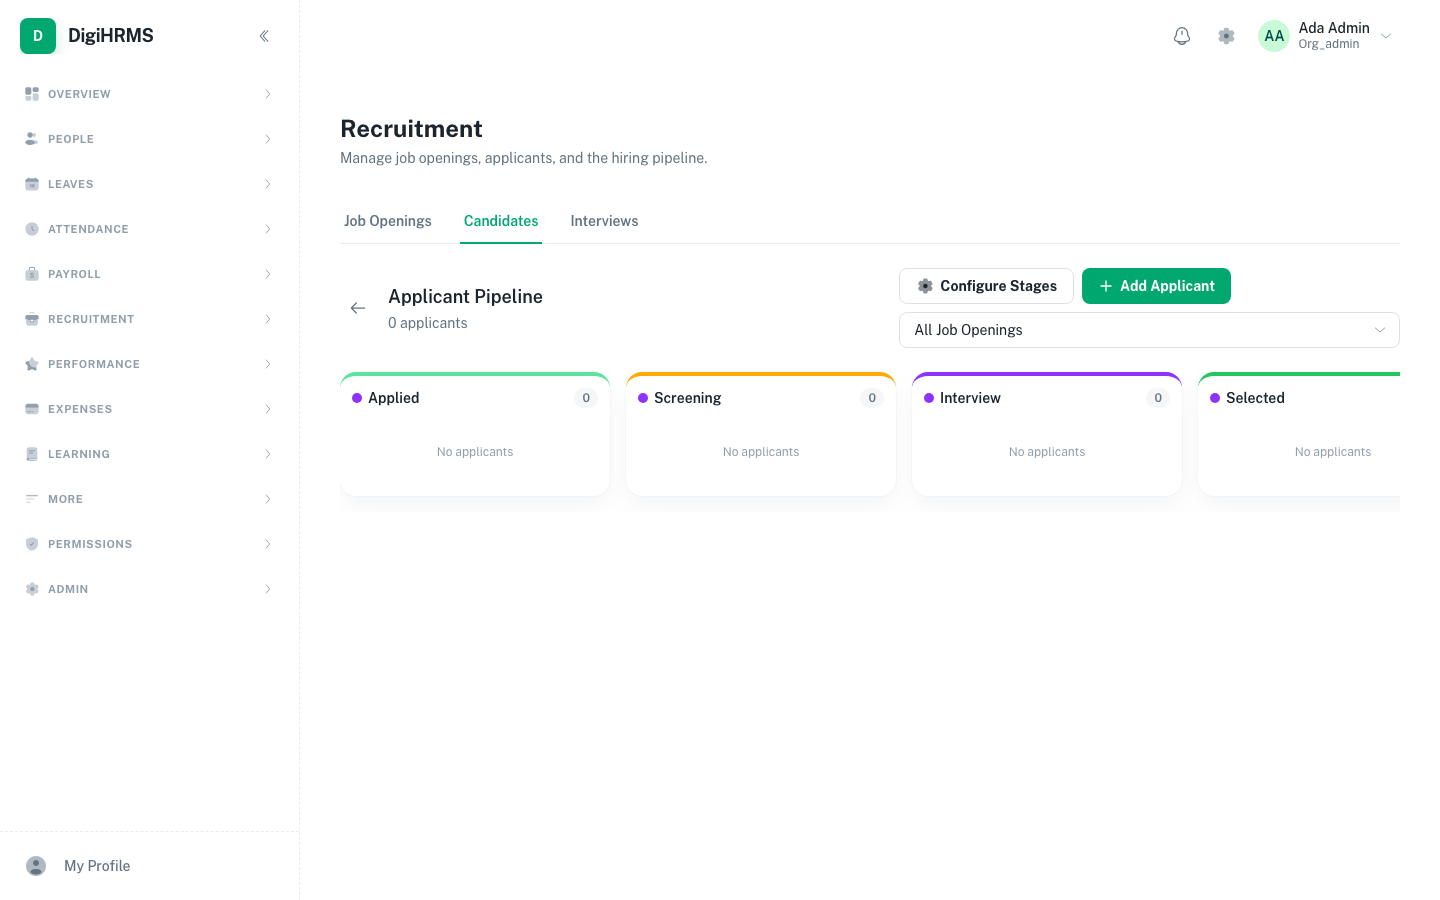 D DigiHRMS
OVERVIEW
PEOPLE
LEAVES
ATTENDANCE
PAYROLL
RECRUITMENT
PERFORMANCE
EXPENSES
LEARNING
MORE
PERMISSIONS
ADMIN
My Profile
AA Ada Admin
Org_admin
Recruitment
Manage job openings, applicants, and the hiring pipeline.
Job Openings Candidates Interviews
Applicant Pipeline
0 applicants
Configure Stages
Add Applicant
All Job Openings
Applied 0
No applicants
Screening 0
No applicants
Interview 0
No applicants
Selected
No applicants